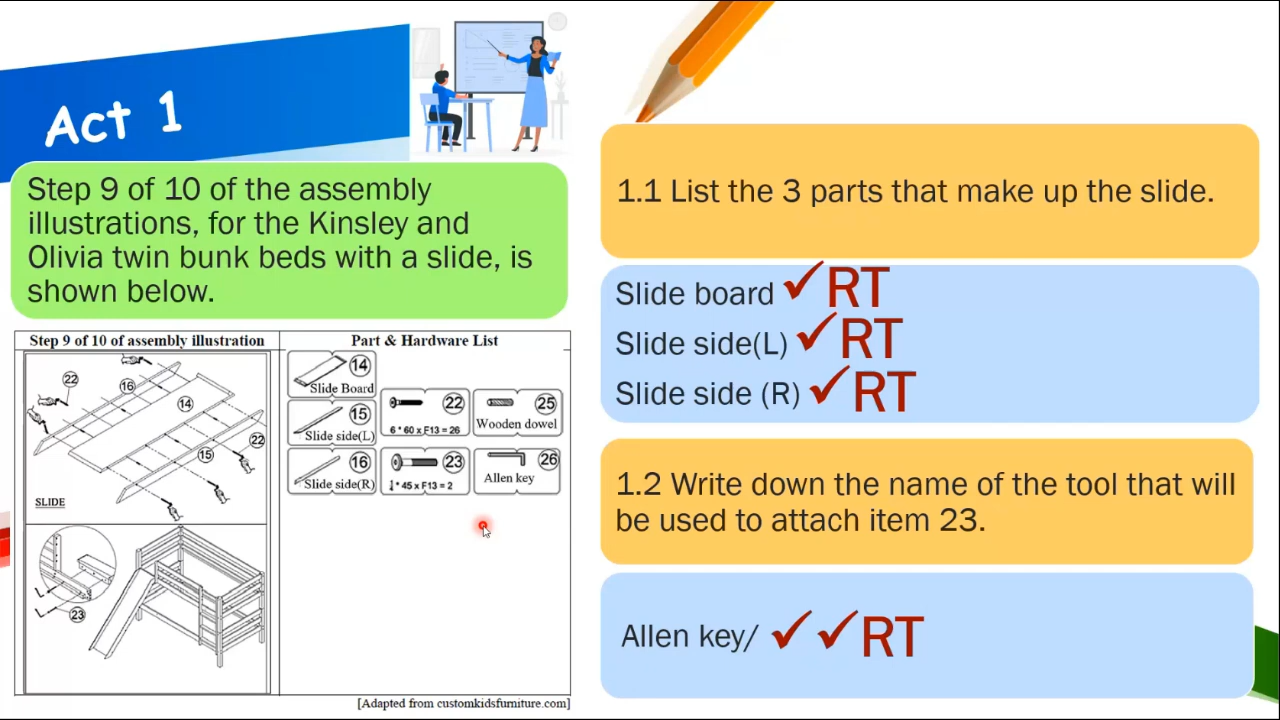 Act 1
Step 9 of 10 of the assembly
illustrations, for the Kinsley and
Olivia twin bunk beds with a slide, is
shown below.
Step 9 of 10 of assembly illustration
Part & Hardware List
22
16
14
22
15
SLIDE
23
14
Slide Board
15
Slide side(L)
16
Slide side(R)
22
6 * 60 x F13 = 26
23
* 45 x F13 = 2
25
Wooden dowel
26
Allen key
[Adapted from customkidsfurniture.com]
1.1 List the 3 parts that make up the slide.
Slide board ✓RT
Slide side(L) ✓RT
Slide side (R) ✓RT
1.2 Write down the name of the tool that will
be used to attach item 23.
Allen key/ ✓✓RT